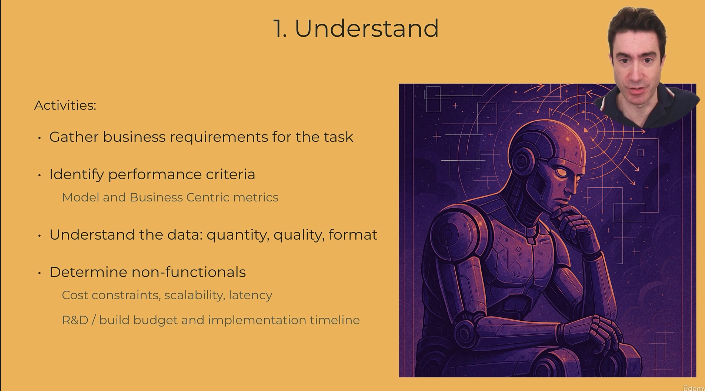 1. Understand
Activities:
• Gather business requirements for the task
• Identify performance criteria
Model and Business Centric metrics
• Understand the data: quantity, quality, format
• Determine non-functionals
Cost constraints, scalability, latency
R&D / build budget and implementation timeline